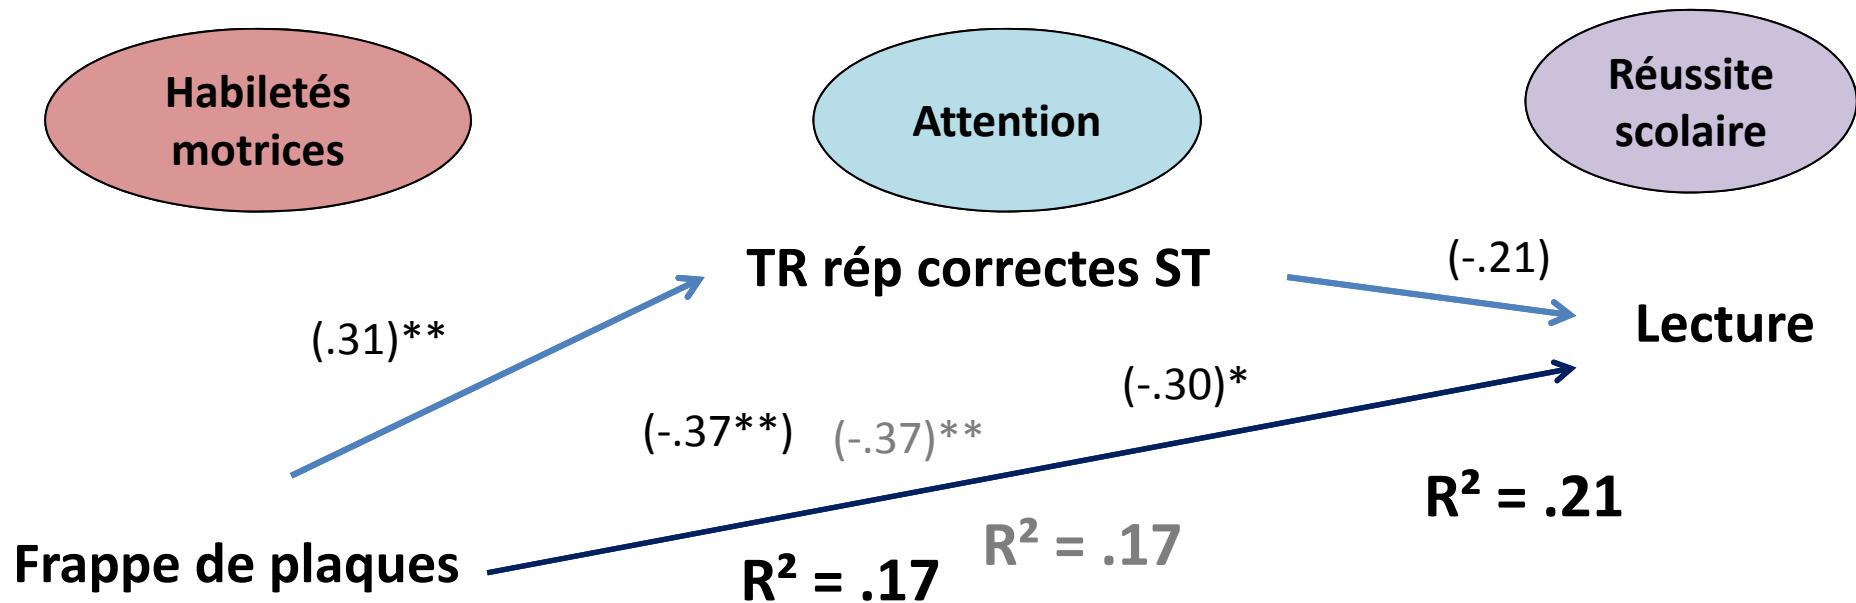 Habiletés
motrices
Attention
Réussite
scolaire
TR rép correctes ST
(-.21)
Lecture
(.31)**
(-.30)*
(-.37**)
(-.37)**
R² = .21
Frappe de plaques
R² = .17
R² = .17